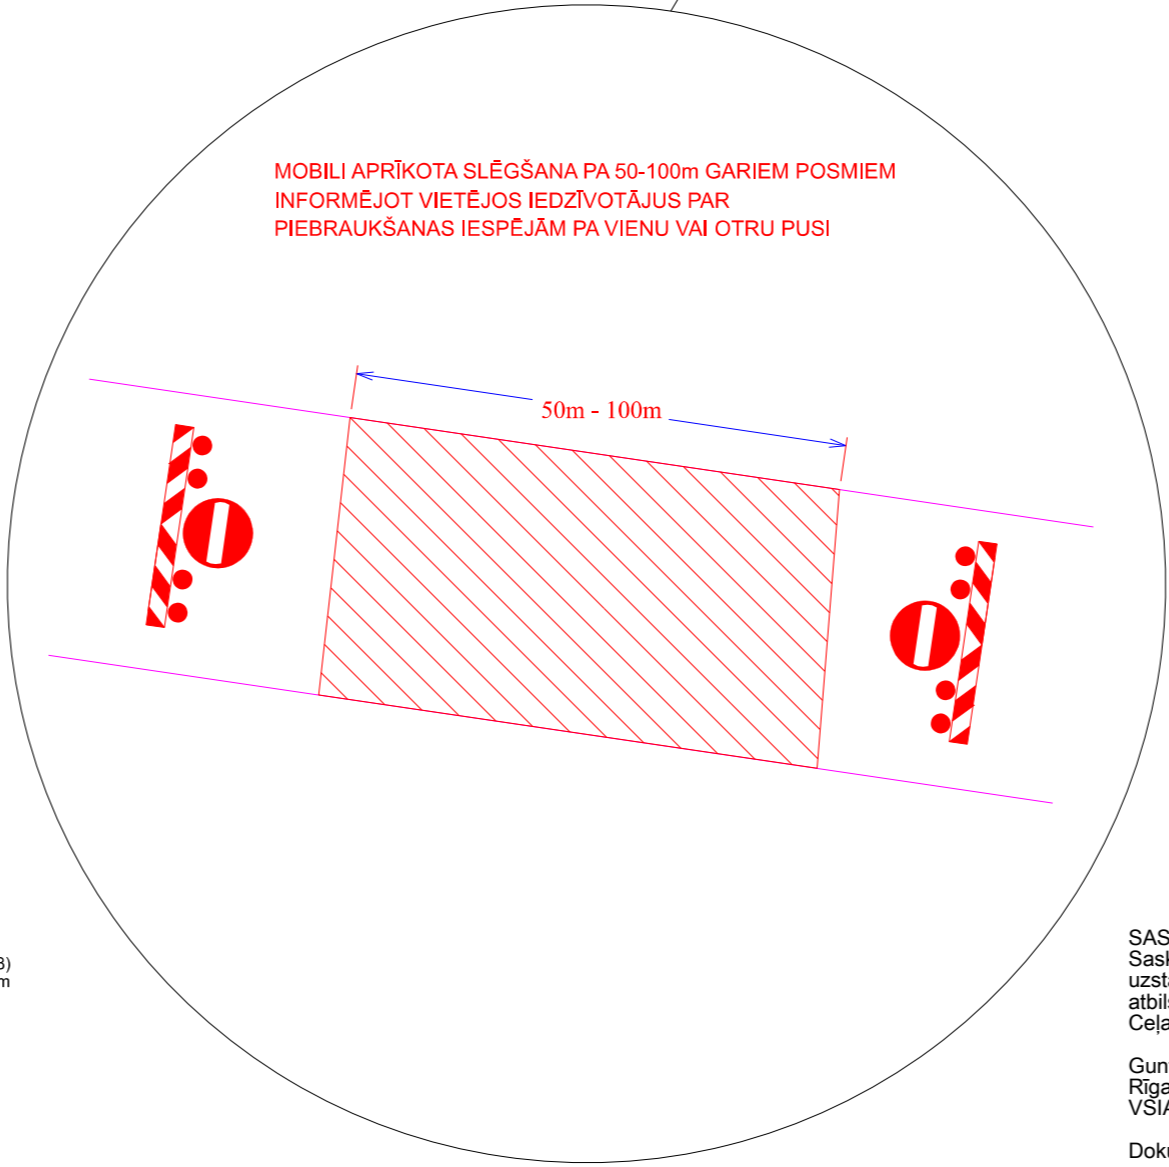 MOBILI APRĪKOTA SLĒGŠANA PA 50-100m GARIEM POSMIEM
INFORMĒJOT VIETĒJOS IEDZĪVOTĀJUS PAR
PIEBRAUKŠANAS IESPĒJĀM PA VIENU VAI OTRU PUSI
50m - 100m
3)
m
SAS
Sask
uzsta
atbils
Ceļa
Gun
Rīga
VSIA
Doku